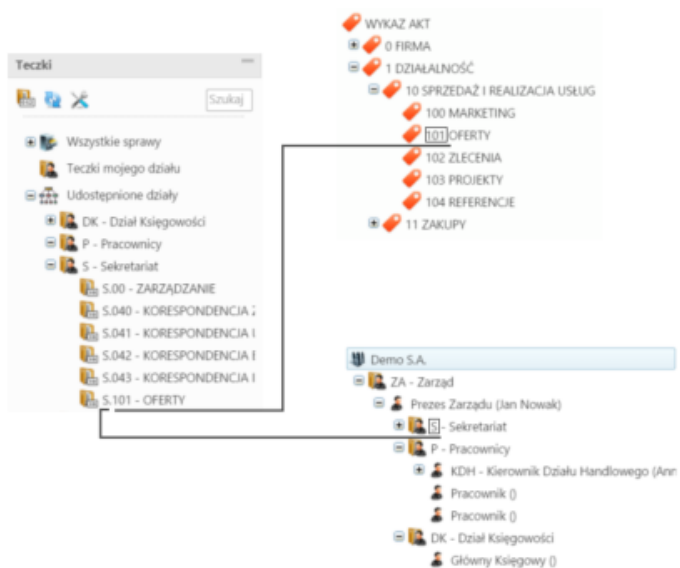 Teczki
Szukaj
Wszystkie sprawy
Teczki mojego działu
Udostępnione działy
DK - Dział Księgowości
P - Pracownicy
S - Sekretariat
S.00 - ZARZĄDZANIE
S.040 - KORESPONDENCJA
S.041 - KORESPONDENCJA
S.042 - KORESPONDENCJA
S.043 - KORESPONDENCJA
S.101 - OFERTY
WYKAZ AKT
0 FIRMA
1 DZIAŁALNOŚĆ
10 SPRZEDAŻ I REALIZACJA USŁUG
100 MARKETING
101 OFERTY
102 ZLECENIA
103 PROJEKTY
104 REFERENCJE
11 ZAKUPY
Demo S.A.
ZA - Zarząd
Prezes Zarządu (Jan Nowak)
S - Sekretariat
P - Pracownicy
KDH - Kierownik Działu Handlowego (Ann
Pracownik ()
Pracownik ()
DK - Dział Księgowości
Główny Księgowy ()